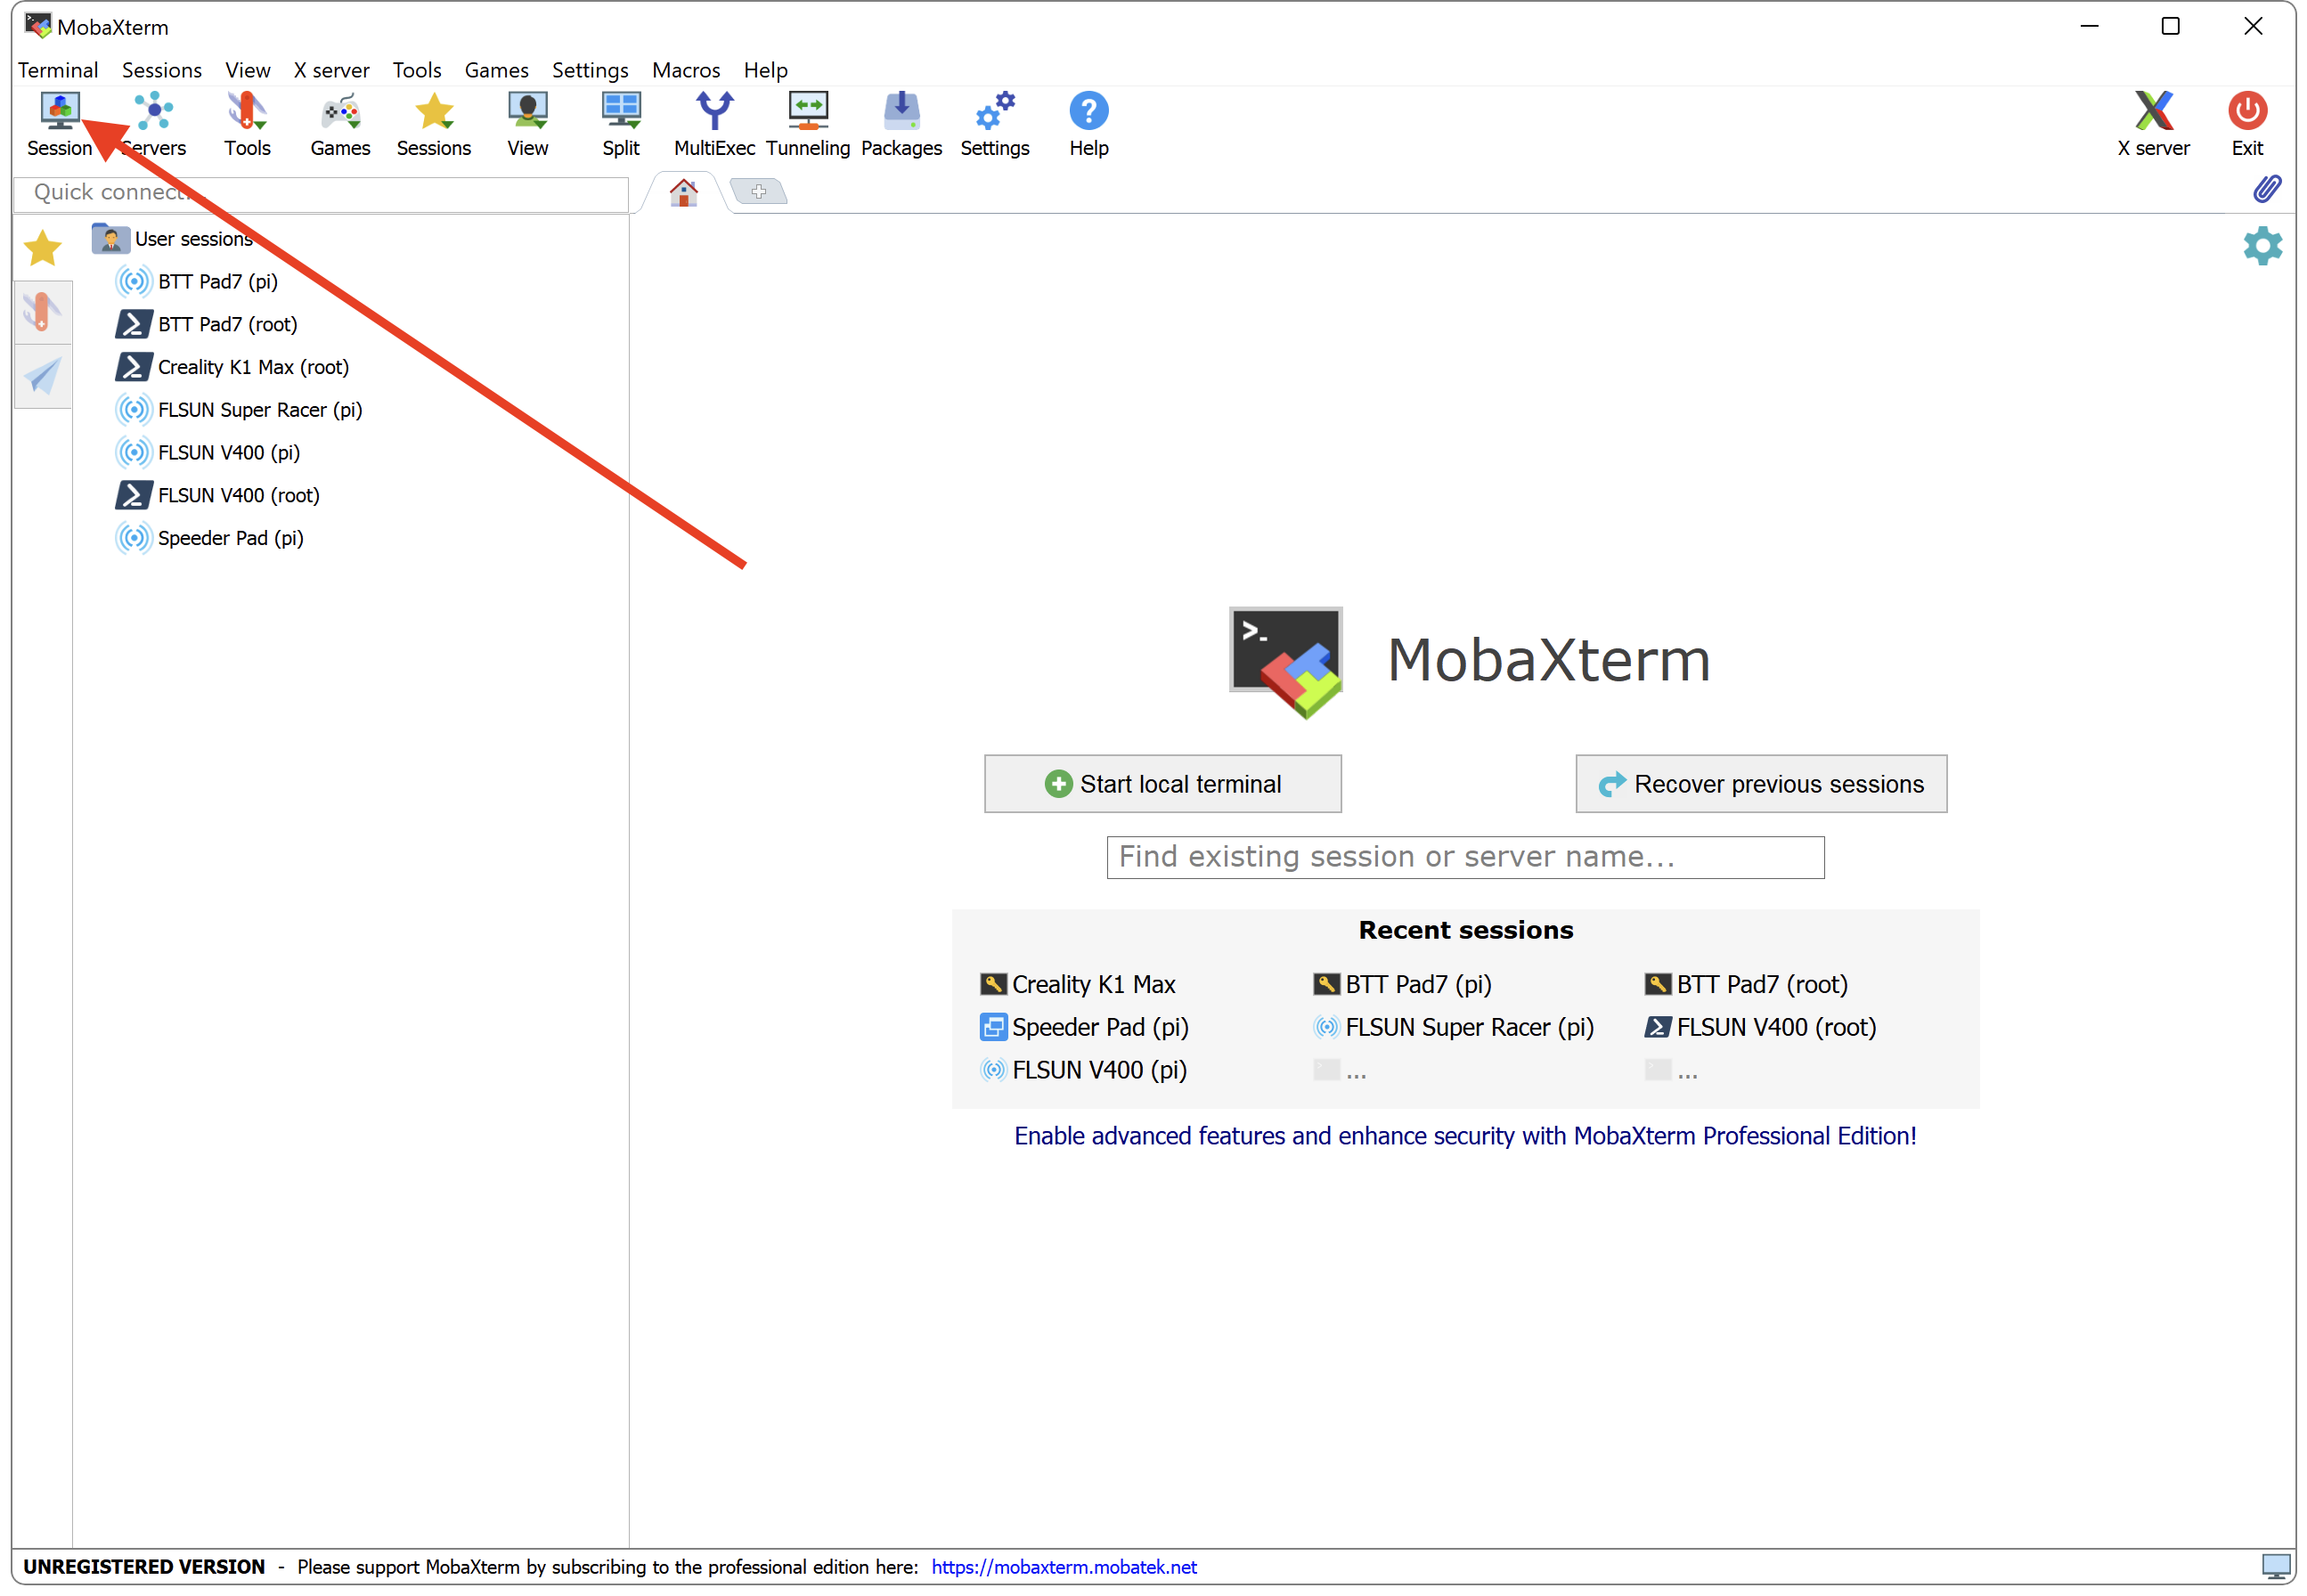 MobaXterm
Terminal Sessions View X server Tools Games Settings Macros Help
Session Servers Tools Games Sessions View Split MultiExec Tunneling Packages Settings Help X server Exit
Quick connect...
User sessions
BTT Pad7 (pi)
BTT Pad7 (root)
Creality K1 Max (root)
FLSUN Super Racer (pi)
FLSUN V400 (pi)
FLSUN V400 (root)
Speeder Pad (pi)
MobaXterm
Start local terminal Recover previous sessions
Find existing session or server name...
Recent sessions
Creality K1 Max BTT Pad7 (pi) BTT Pad7 (root)
Speeder Pad (pi) FLSUN Super Racer (pi) FLSUN V400 (root)
FLSUN V400 (pi) ... ...
Enable advanced features and enhance security with MobaXterm Professional Edition!
UNREGISTERED VERSION - Please support MobaXterm by subscribing to the professional edition here: https://mobaxterm.mobatek.net